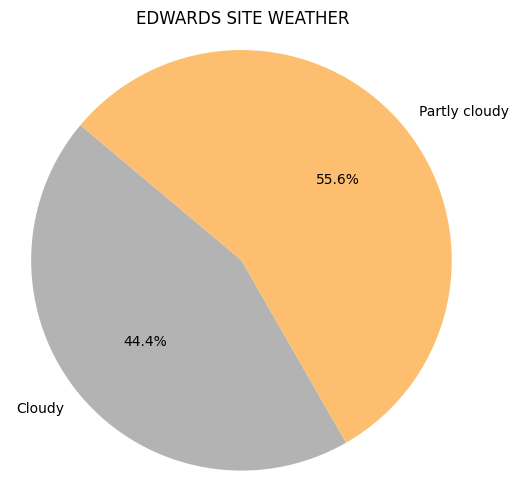 EDWARDS SITE WEATHER
Partly cloudy
55.6%
44.4%
Cloudy